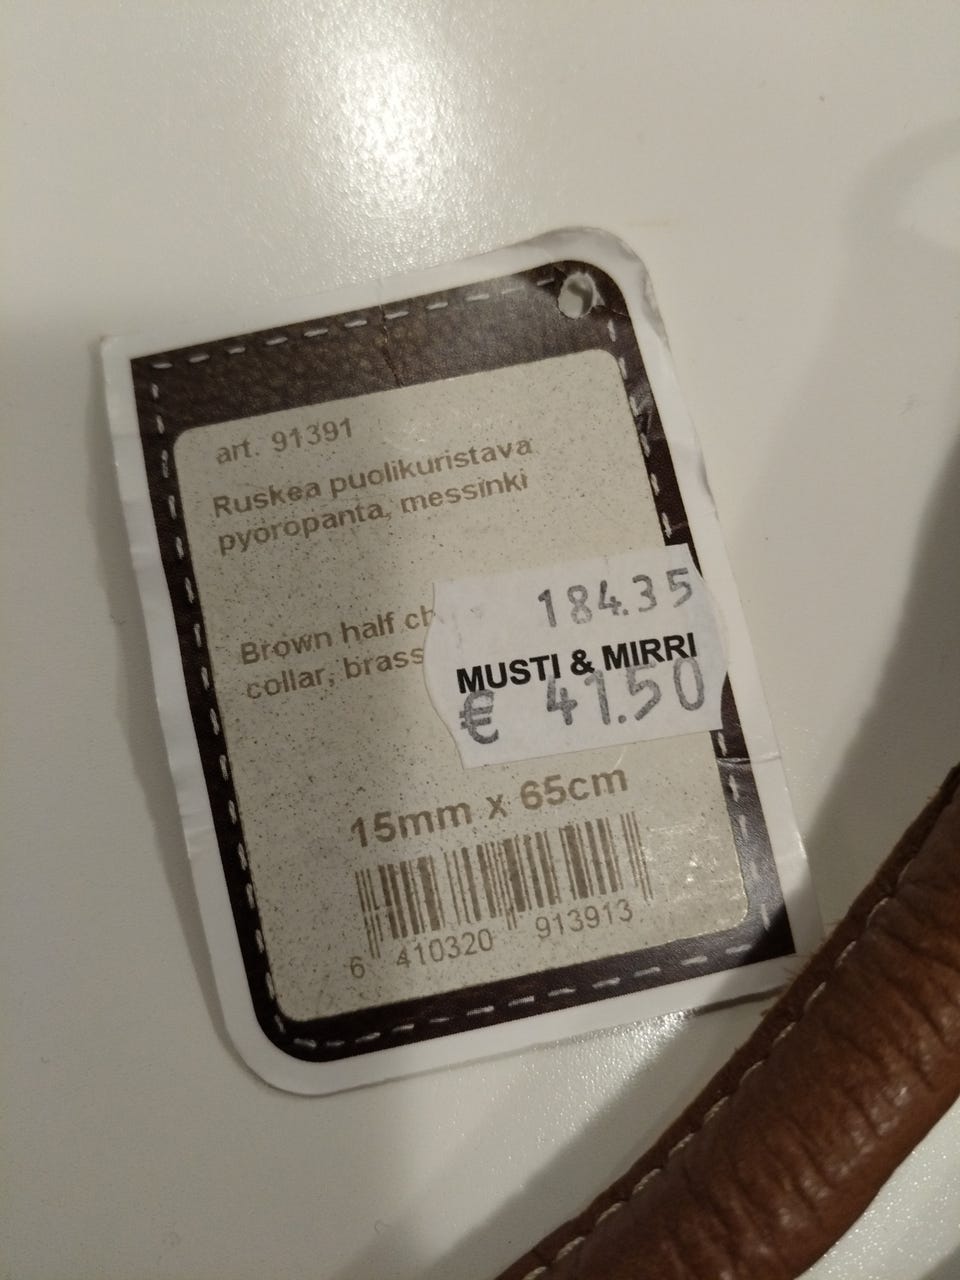 art. 91391
Ruskea puolikuristava
pyöröpanta, messinki
Brown half ch
collar, brass
184.35
MUSTI & MIRRI
€ 41.50
15mm x 65cm
6 410320 913913